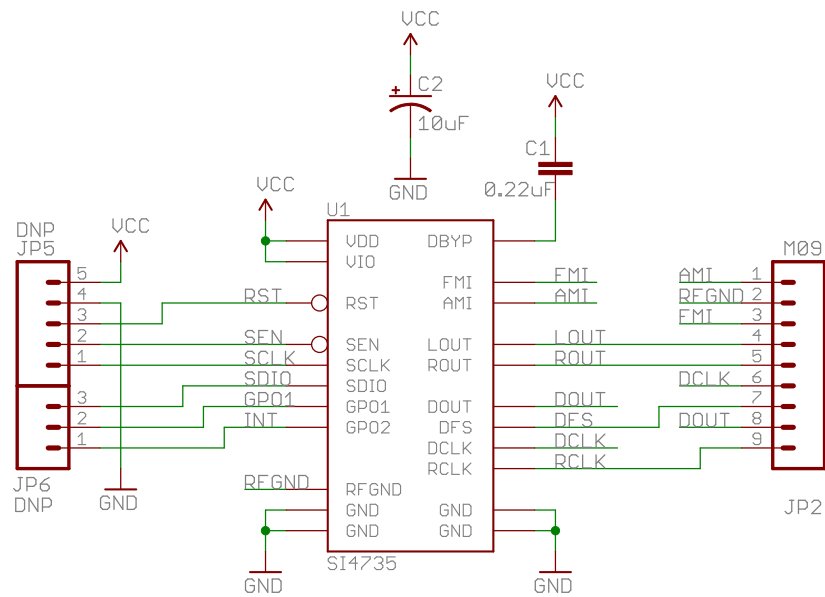 VCC
C2
10uF
GND
VCC
C1
0.22uF
VCC
U1
DNP
JP5
VCC
5
4
3
2
1
3
2
1
JP6
DNP
GND
RST
SEN
SCLK
SDIO
GPO1
INT
RFGND
VDD
VIO
RST
SEN
SCLK
SDIO
GPO1
GPO2
RFGND
GND
GND
DBYP
FMI
AMI
LOUT
ROUT
DOUT
DFS
DCLK
RCLK
GND
GND
SI4735
FMI
AMI
LOUT
ROUT
DOUT
DFS
DCLK
RCLK
AMI
RFGND
FMI
DCLK
DOUT
M09
1
2
3
4
5
6
7
8
9
JP2
GND
GND